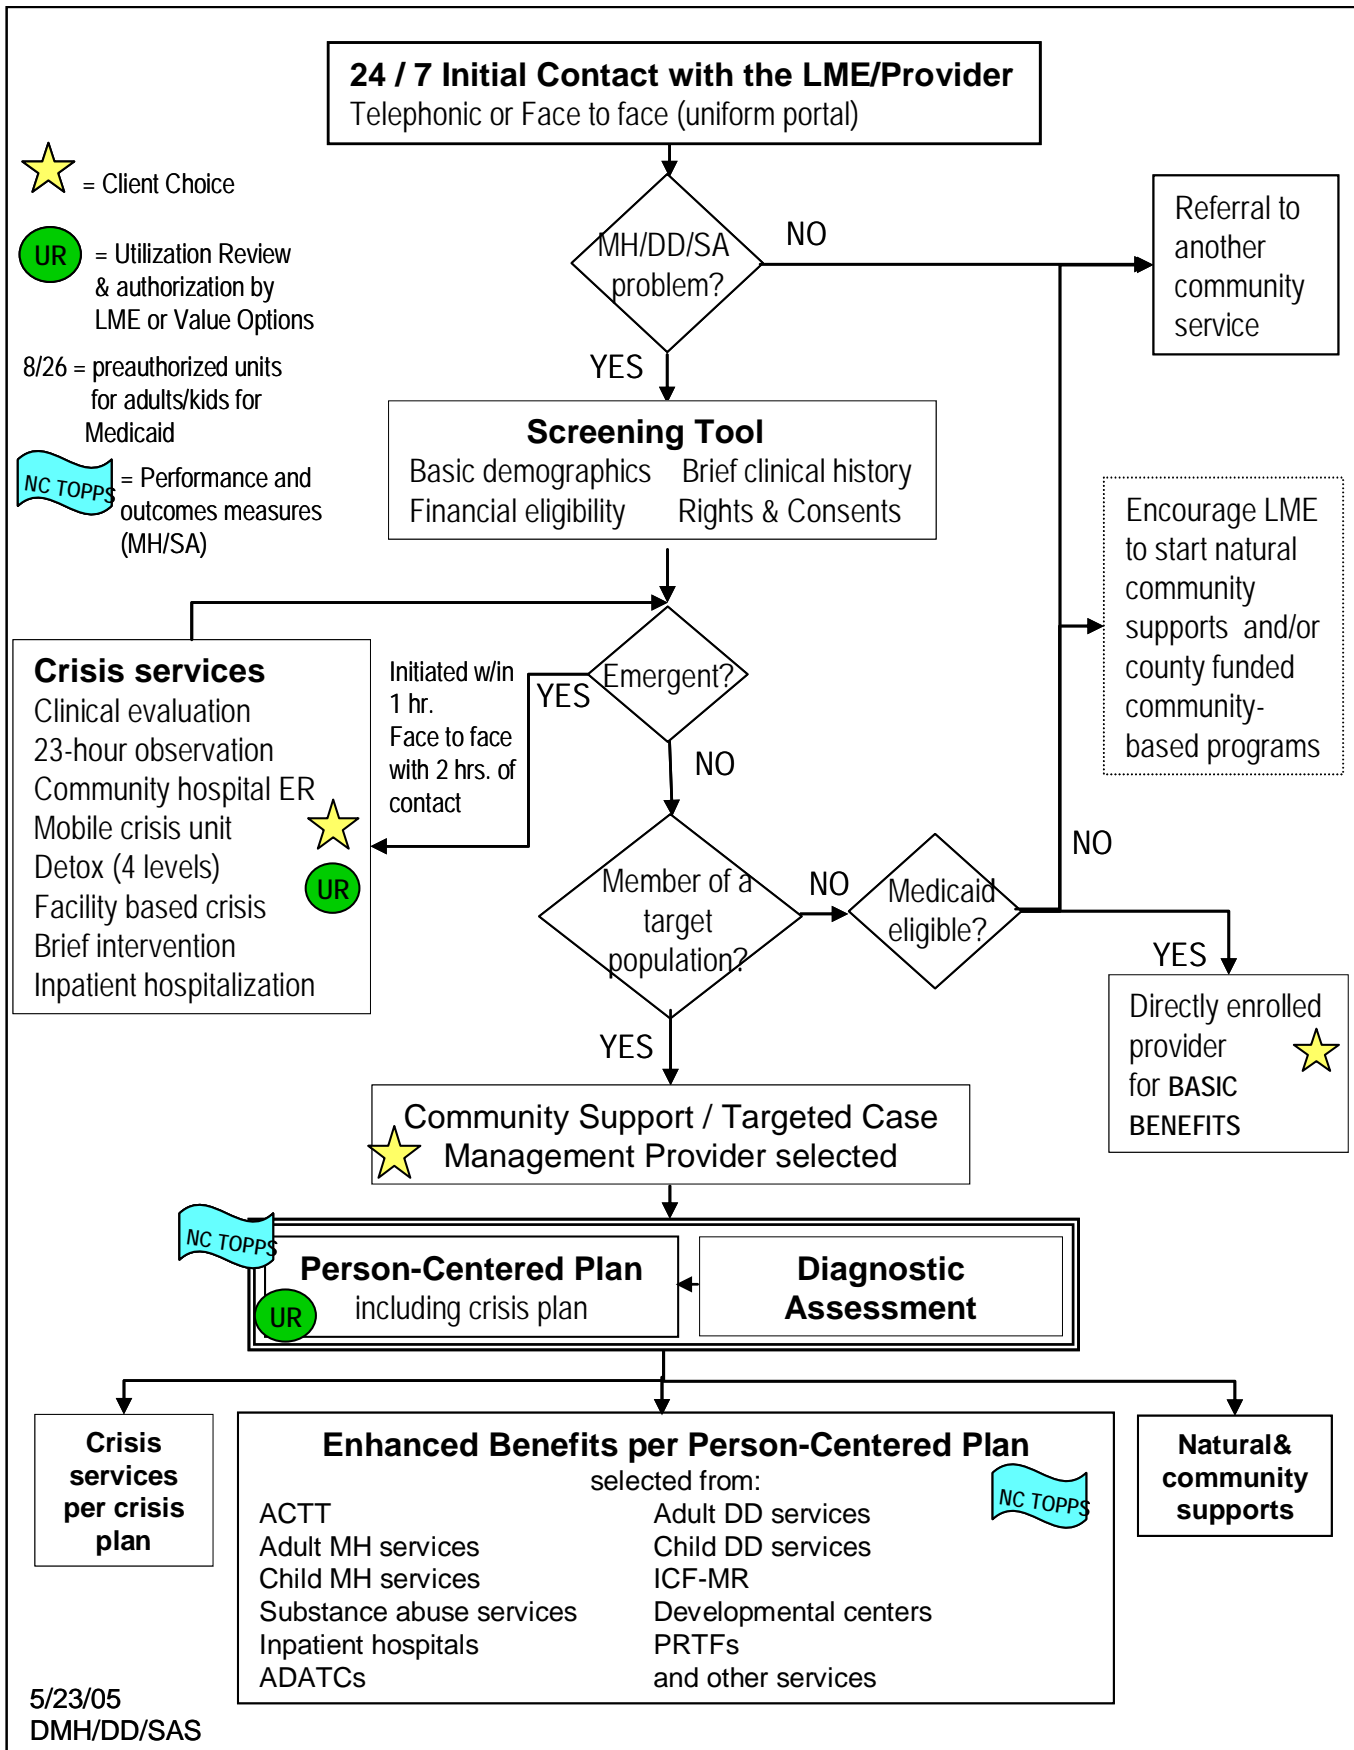 24 / 7 Initial Contact with the LME/Provider
Telephonic or Face to face (uniform portal)
= Client Choice
UR
= Utilization Review
& authorization by
LME or Value Options
8/26 = preauthorized units
for adults/kids for
Medicaid
NC TOPPS
= Performance and
outcomes measures
(MH/SA)
MH/DD/SA
problem?
NO
Referral to
another
community
service
YES
Screening Tool
Basic demographics Brief clinical history
Financial eligibility Rights & Consents
Encourage LME
to start natural
community
supports and/or
county funded
community-
based programs
Emergent?
YES
Initiated w/in
1 hr.
Face to face
with 2 hrs. of
contact
Crisis services
Clinical evaluation
23-hour observation
Community hospital ER
Mobile crisis unit
Detox (4 levels)
Facility based crisis
Brief intervention
Inpatient hospitalization
UR
NO
Member of a
target
population?
NO
Medicaid
eligible?
NO
YES
Directly enrolled
provider
for BASIC
BENEFITS
YES
Community Support / Targeted Case
Management Provider selected
NC TOPPS
Person-Centered Plan
including crisis plan
UR
Diagnostic
Assessment
Crisis
services
per crisis
plan
Enhanced Benefits per Person-Centered Plan
selected from:
NC TOPPS
ACTT
Adult MH services
Child MH services
Substance abuse services
Inpatient hospitals
ADATCs
Adult DD services
Child DD services
ICF-MR
Developmental centers
PRTFs
and other services
Natural&
community
supports
5/23/05
DMH/DD/SAS